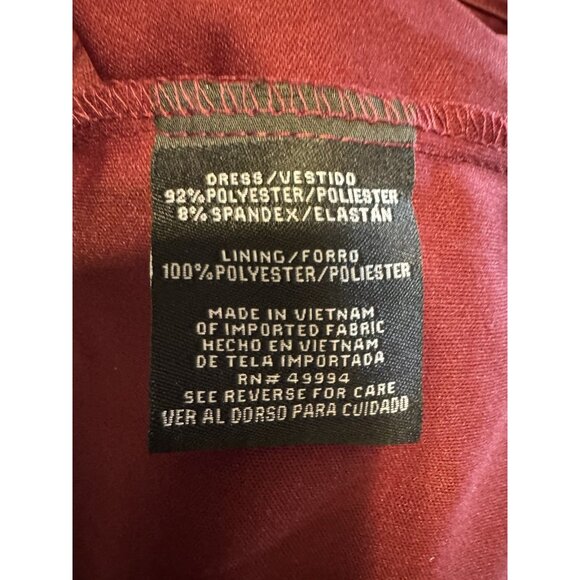 DRESS/VESTIDO
92%POLYESTER/POLIESTER
8%SPANDEX/ELASTÁN
LINING/FORRO
100%POLYESTER/POLIESTER
MADE IN VIETNAM
OF IMPORTED FABRIC
HECHO EN VIETNAM
DE TELA IMPORTADA
RN# 49994
SEE REVERSE FOR CARE
VER AL DORSO PARA CUIDADO